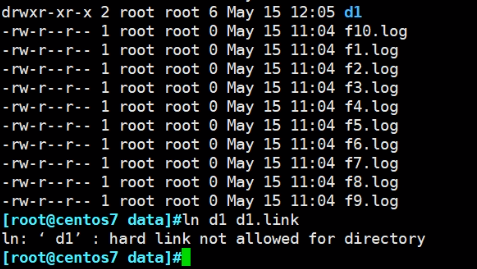 drwxr-xr-x 2 root root 6 May 15 12:05 d1
-rw-r--r-- 1 root root 0 May 15 11:04 f10.log
-rw-r--r-- 1 root root 0 May 15 11:04 f1.log
-rw-r--r-- 1 root root 0 May 15 11:04 f2.log
-rw-r--r-- 1 root root 0 May 15 11:04 f3.log
-rw-r--r-- 1 root root 0 May 15 11:04 f4.log
-rw-r--r-- 1 root root 0 May 15 11:04 f5.log
-rw-r--r-- 1 root root 0 May 15 11:04 f6.log
-rw-r--r-- 1 root root 0 May 15 11:04 f7.log
-rw-r--r-- 1 root root 0 May 15 11:04 f8.log
-rw-r--r-- 1 root root 0 May 15 11:04 f9.log
[root@centos7 data]#ln d1 d1.link
ln: ‘ d1’ : hard link not allowed for directory
[root@centos7 data]#